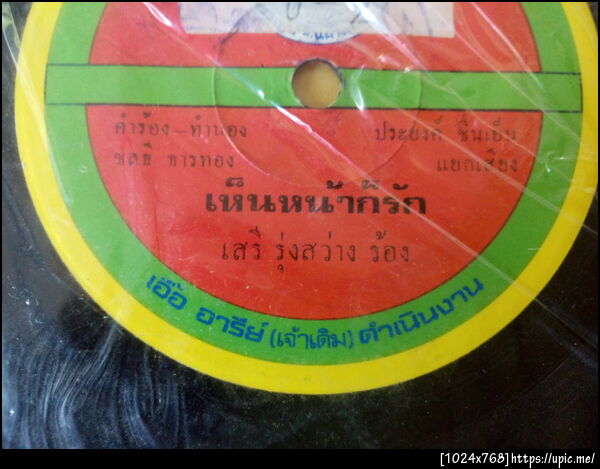 คำร้อง - ทำนอง ประยงค์ ชื่นเย็น
ชลธี ธารทอง แยกเสียง
เห็นหน้าก็รัก
เสรี รุ่งสว่าง ร้อง
เอื้อ อารีย์ (เจ้าเดิม) ดำเนินงาน
[1024x768]https://upic.me/